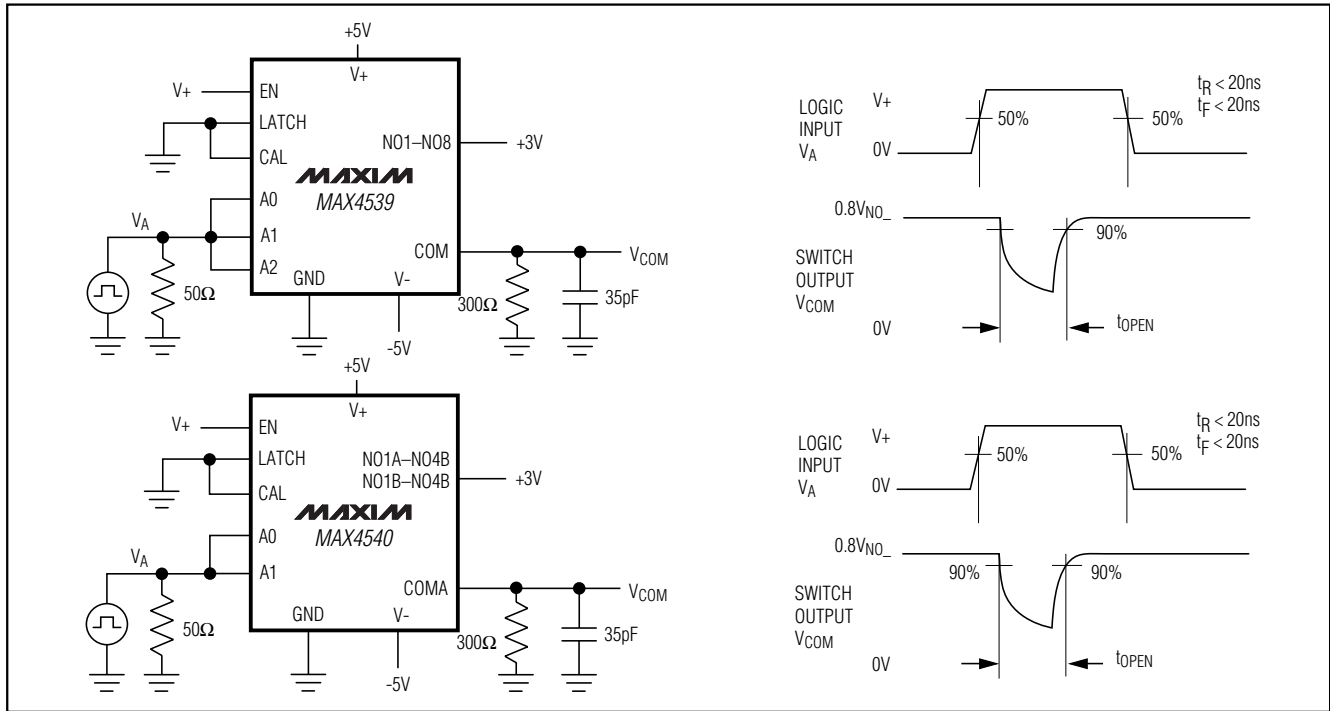 +5V
V+
V+
EN
LATCH
CAL
NO1–NO8
+3V
MAXIM
MAX4539
A0
VA
A1
A2
COM
VCOM
GND
V-
50Ω
300Ω
35pF
-5V
LOGIC
INPUT
VA
V+
0V
50%
50%
tR < 20ns
tF < 20ns
0.8VNO_
90%
SWITCH
OUTPUT
VCOM
0V
tOPEN
+5V
V+
V+
EN
LATCH
CAL
NO1A–NO4B
NO1B–NO4B
+3V
MAXIM
MAX4540
A0
VA
A1
COMA
VCOM
GND
V-
50Ω
300Ω
35pF
-5V
LOGIC
INPUT
VA
V+
0V
50%
50%
tR < 20ns
tF < 20ns
0.8VNO_
90%
90%
SWITCH
OUTPUT
VCOM
0V
tOPEN